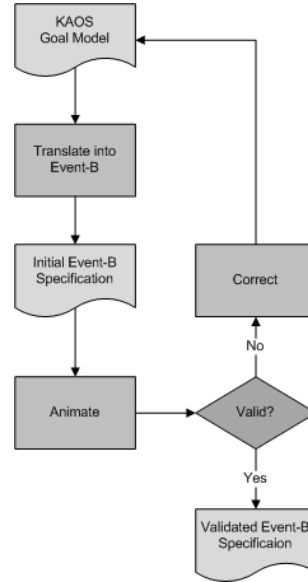 KAOS
Goal Model
Translate into
Event-B
Initial Event-B
Specification
Correct
No
Animate
Valid?
Yes
Validated Event-B
Specificaion